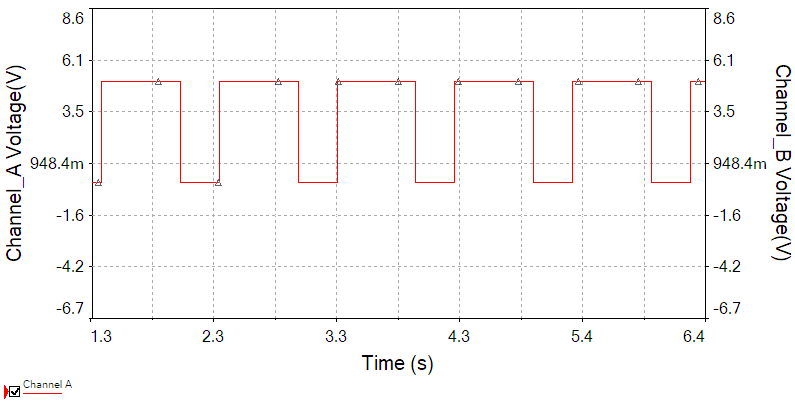 8.6
6.1
3.5
948.4m
-1.6
-4.2
-6.7
Channel_A Voltage(V)
8.6
6.1
3.5
948.4m
-1.6
-4.2
-6.7
Channel_B Voltage(V)
1.3 2.3 3.3 4.3 5.4 6.4
Time (s)
Channel A